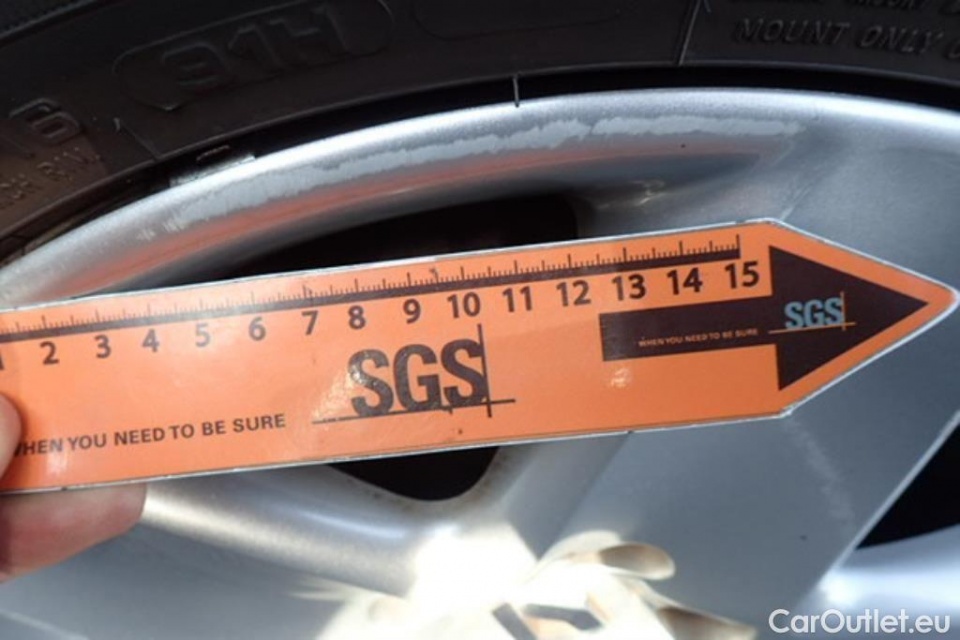 31H
MOUNT ONLY
1 2 3 4 5 6 7 8 9 10 11 12 13 14 15
SGS
WHEN YOU NEED TO BE SURE
SGS
WHEN YOU NEED TO BE SURE
CarOutlet.eu